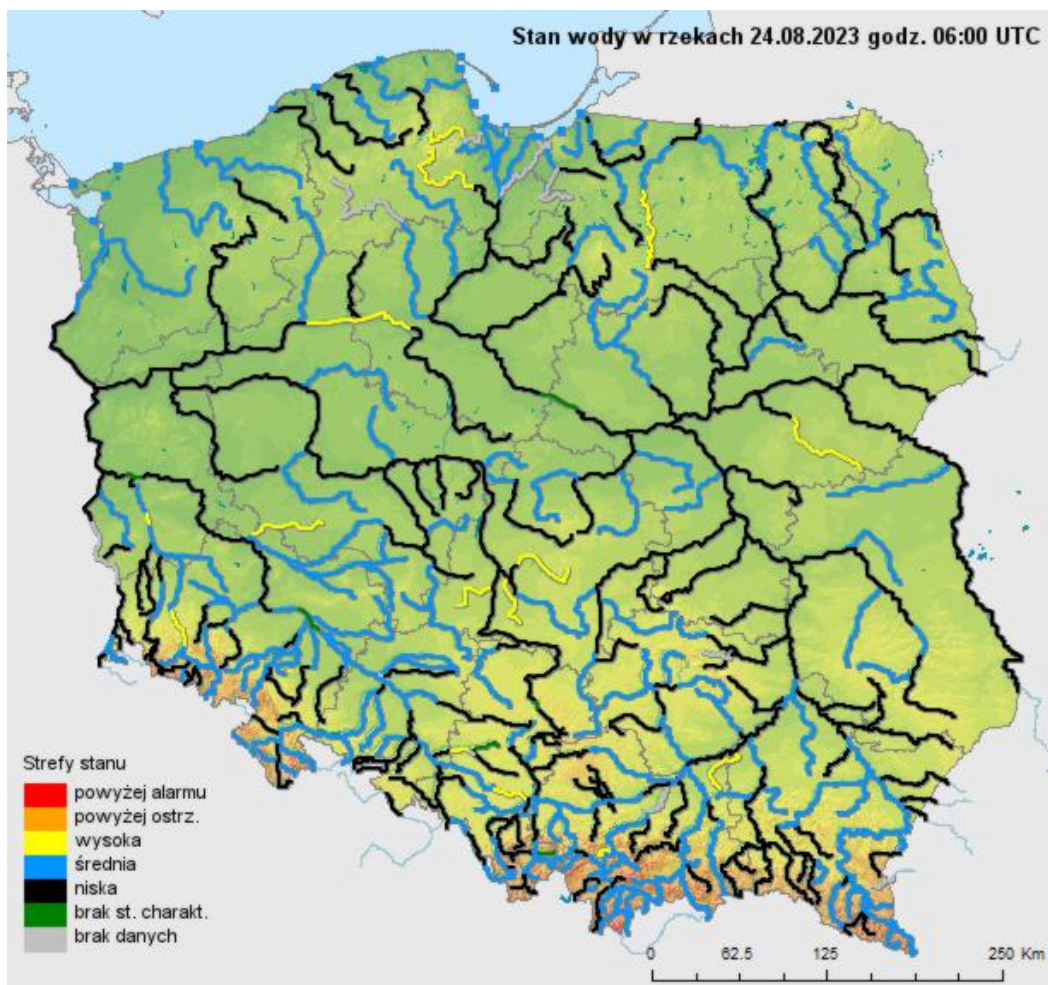 Stan wody w rzekach 24.08.2023 godz. 06:00 UTC
Strefy stanu
powyżej alarmu
powyżej ostrz.
wysoka
średnia
niska
brak st. charakt.
brak danych
0 62.5 125 250 Km